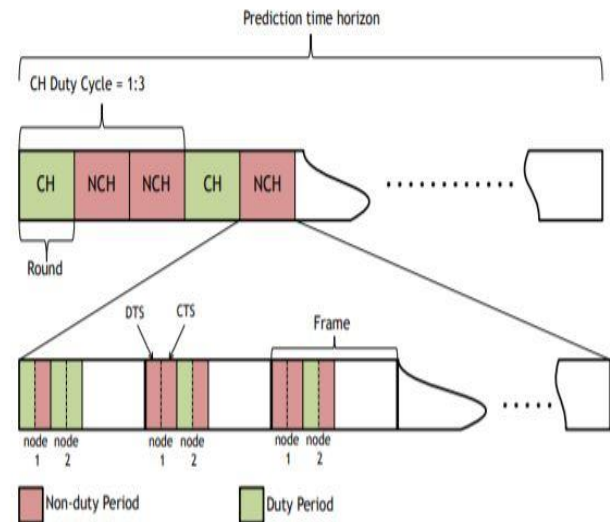 Prediction time horizon
CH Duty Cycle = 1:3
CH NCH NCH CH NCH
Round
DTS CTS Frame
node node node node node node
1 2 1 2 1 2
Non-duty Period Duty Period